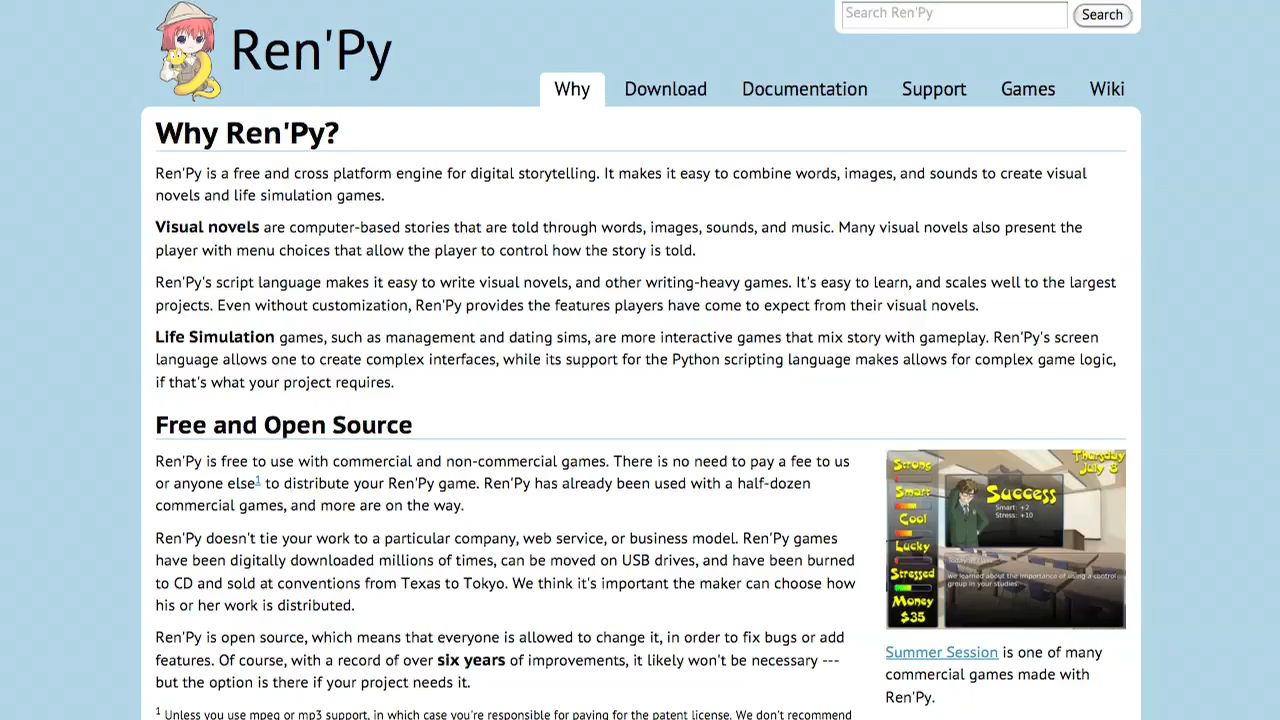 Search Ren'Py
Search
Ren'Py
Why
Download
Documentation
Support
Games
Wiki
Why Ren'Py?
Ren'Py is a free and cross platform engine for digital storytelling. It makes it easy to combine words, images, and sounds to create visual
novels and life simulation games.
Visual novels are computer-based stories that are told through words, images, sounds, and music. Many visual novels also present the
player with menu choices that allow the player to control how the story is told.
Ren'Py's script language makes it easy to write visual novels, and other writing-heavy games. It's easy to learn, and scales well to the largest
projects. Even without customization, Ren'Py provides the features players have come to expect from their visual novels.
Life Simulation games, such as management and dating sims, are more interactive games that mix story with gameplay. Ren'Py's screen
language allows one to create complex interfaces, while its support for the Python scripting language makes allows for complex game logic,
if that's what your project requires.
Free and Open Source
Ren'Py is free to use with commercial and non-commercial games. There is no need to pay a fee to us
or anyone else1 to distribute your Ren'Py game. Ren'Py has already been used with a half-dozen
commercial games, and more are on the way.
Ren'Py doesn't tie your work to a particular company, web service, or business model. Ren'Py games
have been digitally downloaded millions of times, can be moved on USB drives, and have been burned
to CD and sold at conventions from Texas to Tokyo. We think it's important the maker can choose how
his or her work is distributed.
Ren'Py is open source, which means that everyone is allowed to change it, in order to fix bugs or add
features. Of course, with a record of over six years of improvements, it likely won't be necessary ---
but the option is there if your project needs it.
1 Unless you use mpeg or mp3 support, in which case you're responsible for paying for the patent license. We don't recommend
Strong
Smart
Cool
Lucky
Stressed
Money
$35
Thursday
July 8
Success
Smart: +2
Stress: +10
we learned about the importance of using a control
group in your studies.
Summer Session is one of many
commercial games made with
Ren'Py.